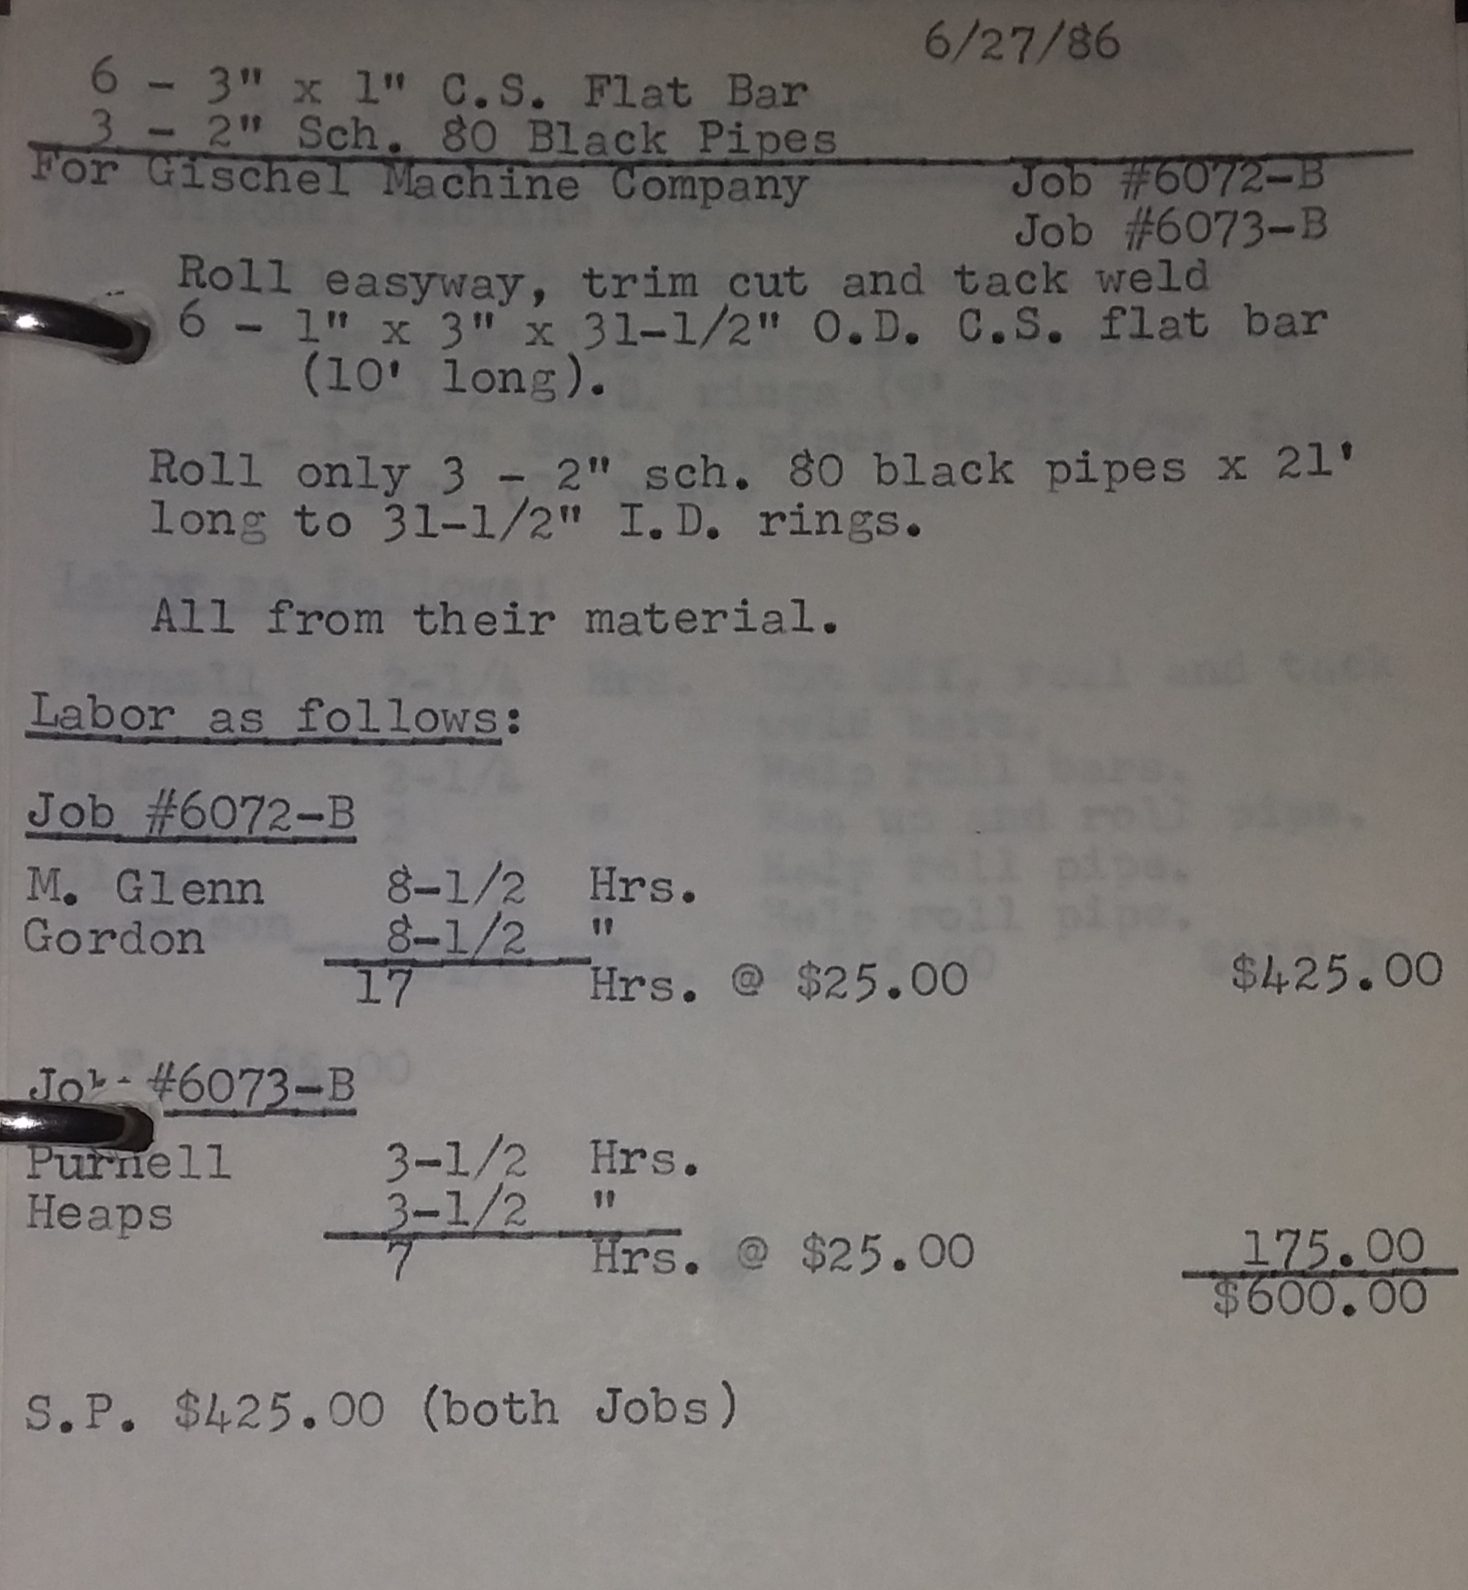 6/27/86
6 - 3" x 1" C.S. Flat Bar
3 - 2" Sch. 80 Black Pipes
For Gischel Machine Company Job #6072-B
Job #6073-B
Roll easyway, trim cut and tack weld
6 - 1" x 3" x 31-1/2" O.D. C.S. flat bar
(10' long).
Roll only 3 - 2" sch. 80 black pipes x 21'
long to 31-1/2" I.D. rings.
All from their material.
Labor as follows:
Job #6072-B
M. Glenn 8-1/2 Hrs.
Gordon 8-1/2 "
17 Hrs. @ $25.00 $425.00
Job #6073-B
Purnell 3-1/2 Hrs.
Heaps 3-1/2 "
7 Hrs. @ $25.00 175.00
$600.00
S.P. $425.00 (both Jobs)